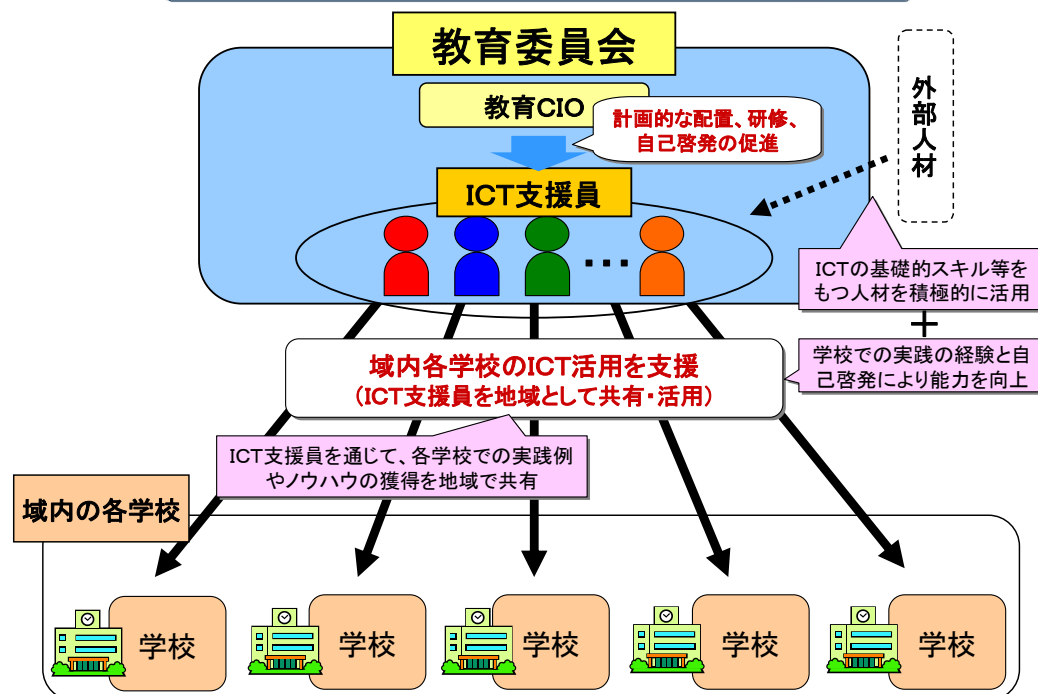 教育委員会
教育CIO
計画的な配置、研修、
自己啓発の促進
外部人材
ICT支援員
ICTの基礎的スキル等を
もつ人材を積極的に活用
＋
学校での実践の経験と自
己啓発により能力を向上
域内各学校のICT活用を支援
（ICT支援員を地域として共有・活用）
ICT支援員を通じて、各学校での実践例
やノウハウの獲得を地域で共有
域内の各学校
学校
学校
学校
学校
学校